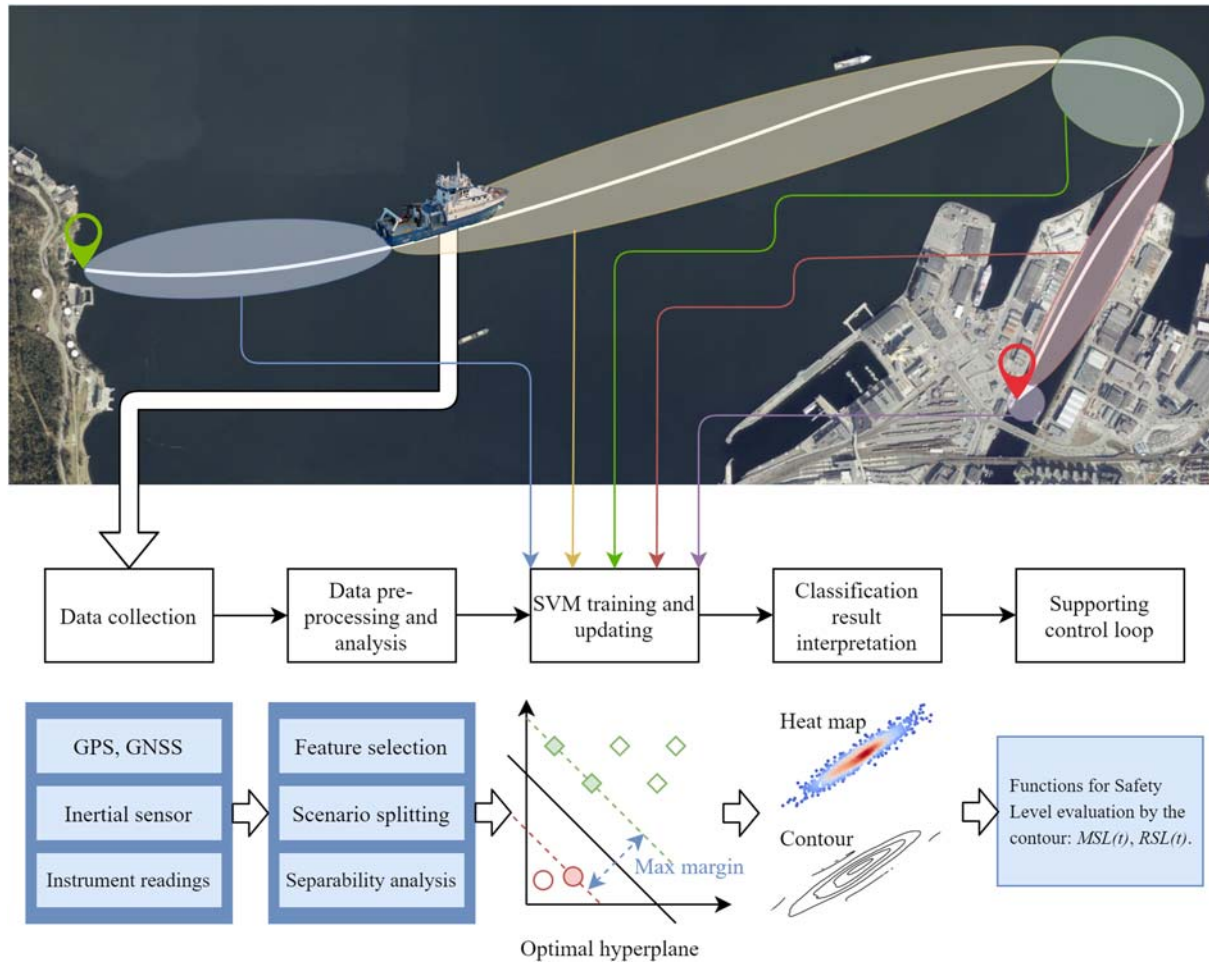 Data collection
Data pre-
processing and
analysis
SVM training and
updating
Classification
result
interpretation
Supporting
control loop
GPS, GNSS
Inertial sensor
Instrument readings
Feature selection
Scenario splitting
Separability analysis
Max margin
Optimal hyperplane
Heat map
Contour
Functions for Safety
Level evaluation by the
contour: MSL(t), RSL(t).